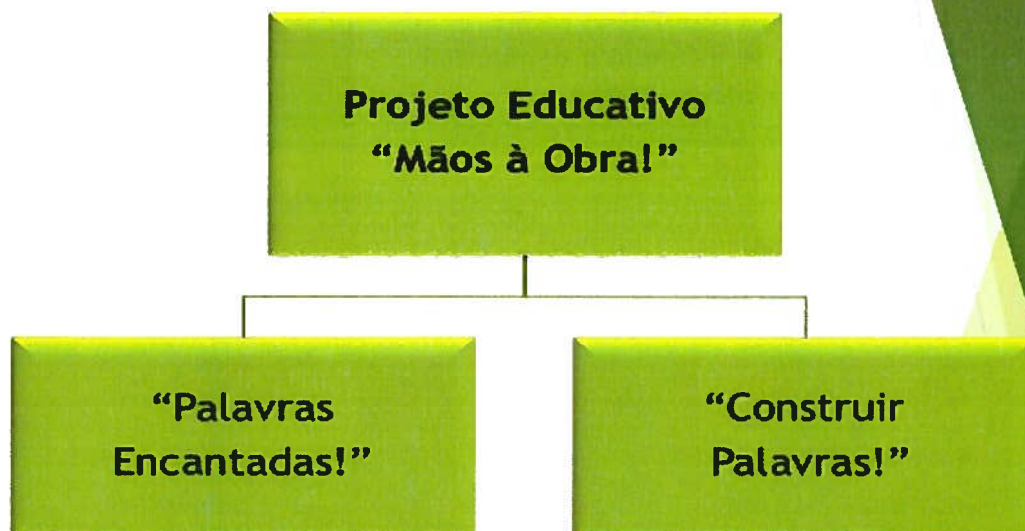 Projeto Educativo
“Mãos à Obra!”
“Palavras
Encantadas!”
“Construir
Palavras!”